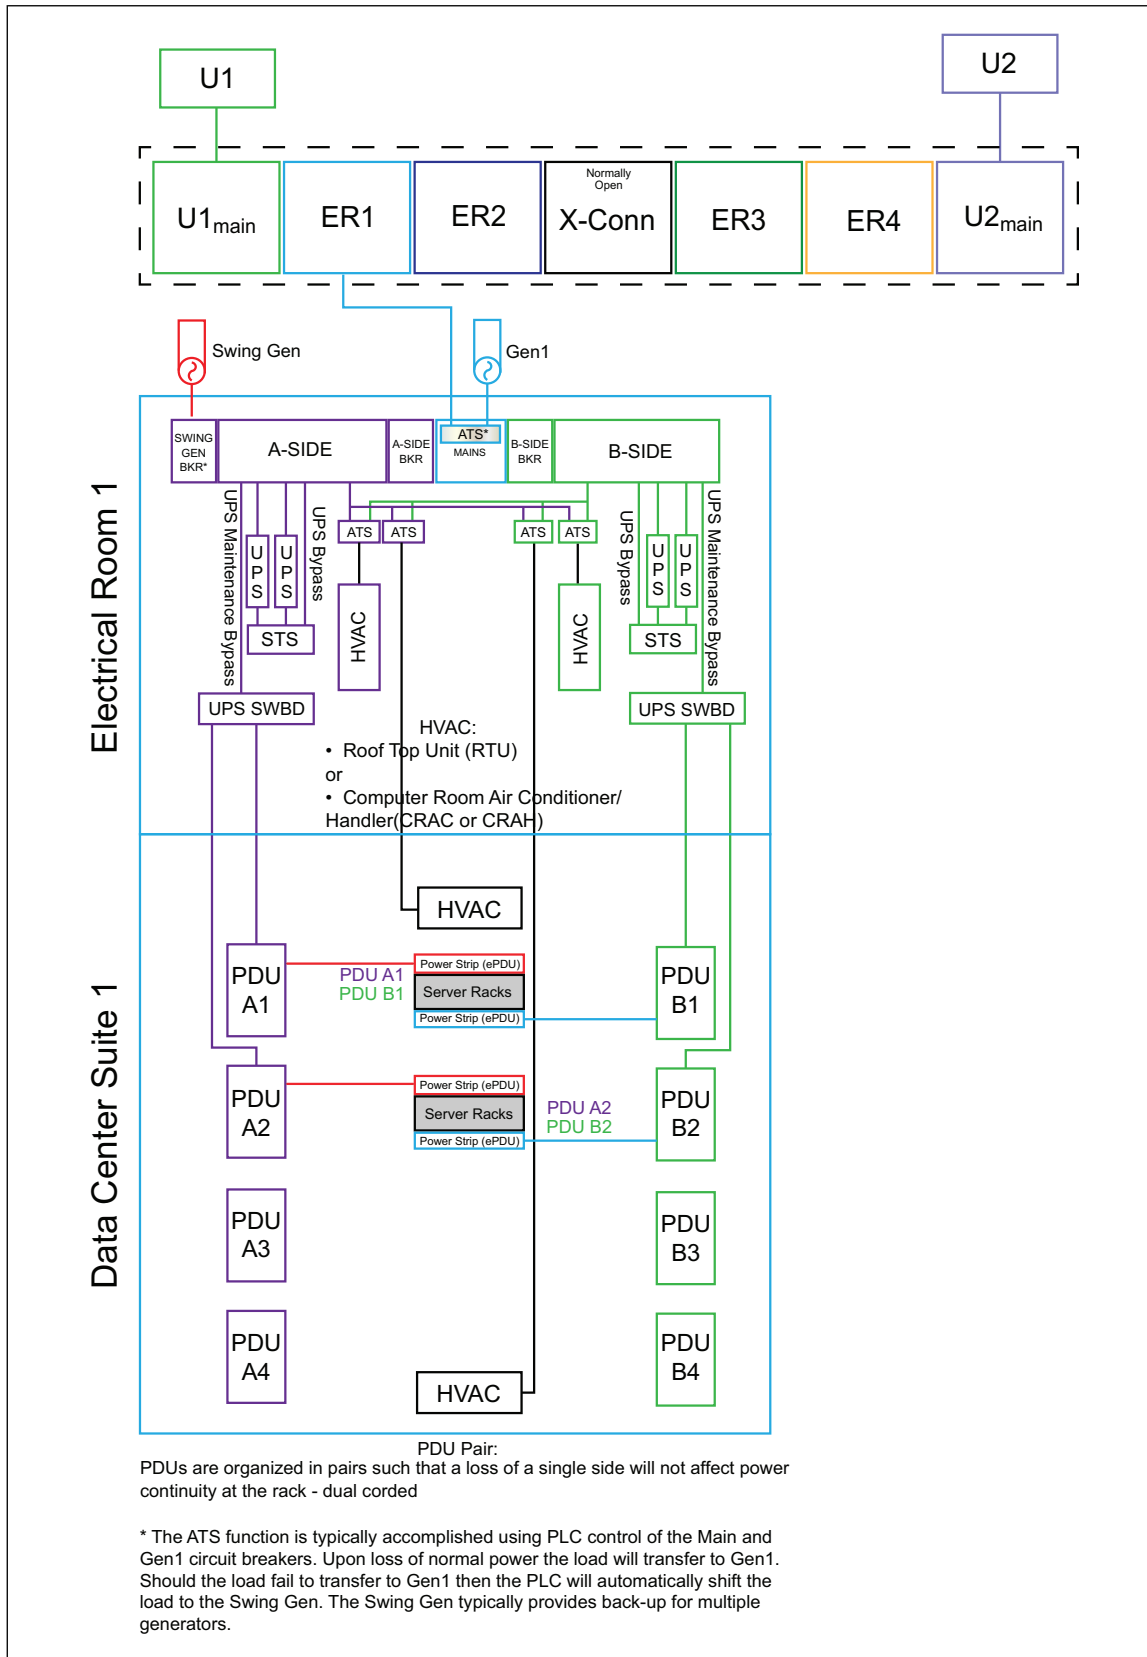 U1
U2
U1main
ER1
ER2
Normally
Open
X-Conn
ER3
ER4
U2main
Swing Gen
Gen1
Electrical Room 1
SWING
GEN
BKR*
A-SIDE
A-SIDE
BKR
ATS*
MAINS
B-SIDE
BKR
B-SIDE
UPS Maintenance Bypass
UPS
UPS
UPS Bypass
ATS
ATS
ATS
ATS
UPS Bypass
UPS
UPS
UPS Maintenance Bypass
STS
HVAC
HVAC
STS
UPS SWBD
UPS SWBD
HVAC:
• Roof Top Unit (RTU)
or
• Computer Room Air Conditioner/
Handler(CRAC or CRAH)
Data Center Suite 1
HVAC
PDU
A1
PDU A1
PDU B1
Power Strip (ePDU)
Server Racks
Power Strip (ePDU)
PDU
B1
PDU
A2
Power Strip (ePDU)
Server Racks
Power Strip (ePDU)
PDU A2
PDU B2
PDU
B2
PDU
A3
PDU
B3
PDU
A4
PDU
B4
HVAC
PDU Pair:
PDUs are organized in pairs such that a loss of a single side will not affect power
continuity at the rack - dual corded
* The ATS function is typically accomplished using PLC control of the Main and
Gen1 circuit breakers. Upon loss of normal power the load will transfer to Gen1.
Should the load fail to transfer to Gen1 then the PLC will automatically shift the
load to the Swing Gen. The Swing Gen typically provides back-up for multiple
generators.